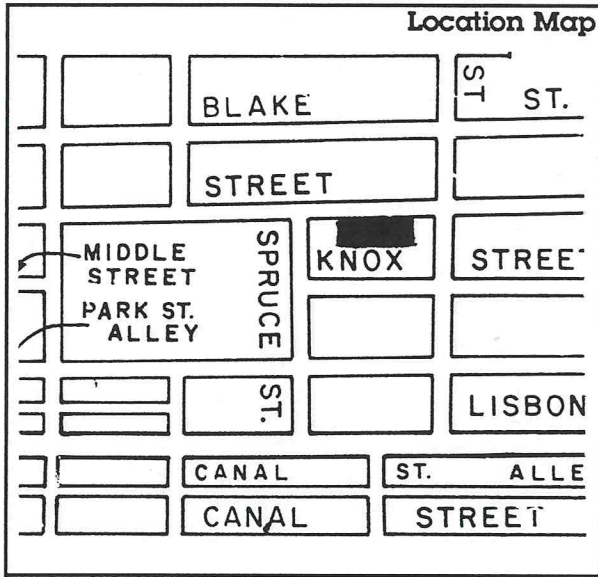 Location Map
BLAKE
ST
ST.
STREET
MIDDLE
STREET
SPRUCE
KNOX
STREET
PARK ST.
ALLEY
ST.
LISBON
CANAL ST. ALLE
CANAL STREET